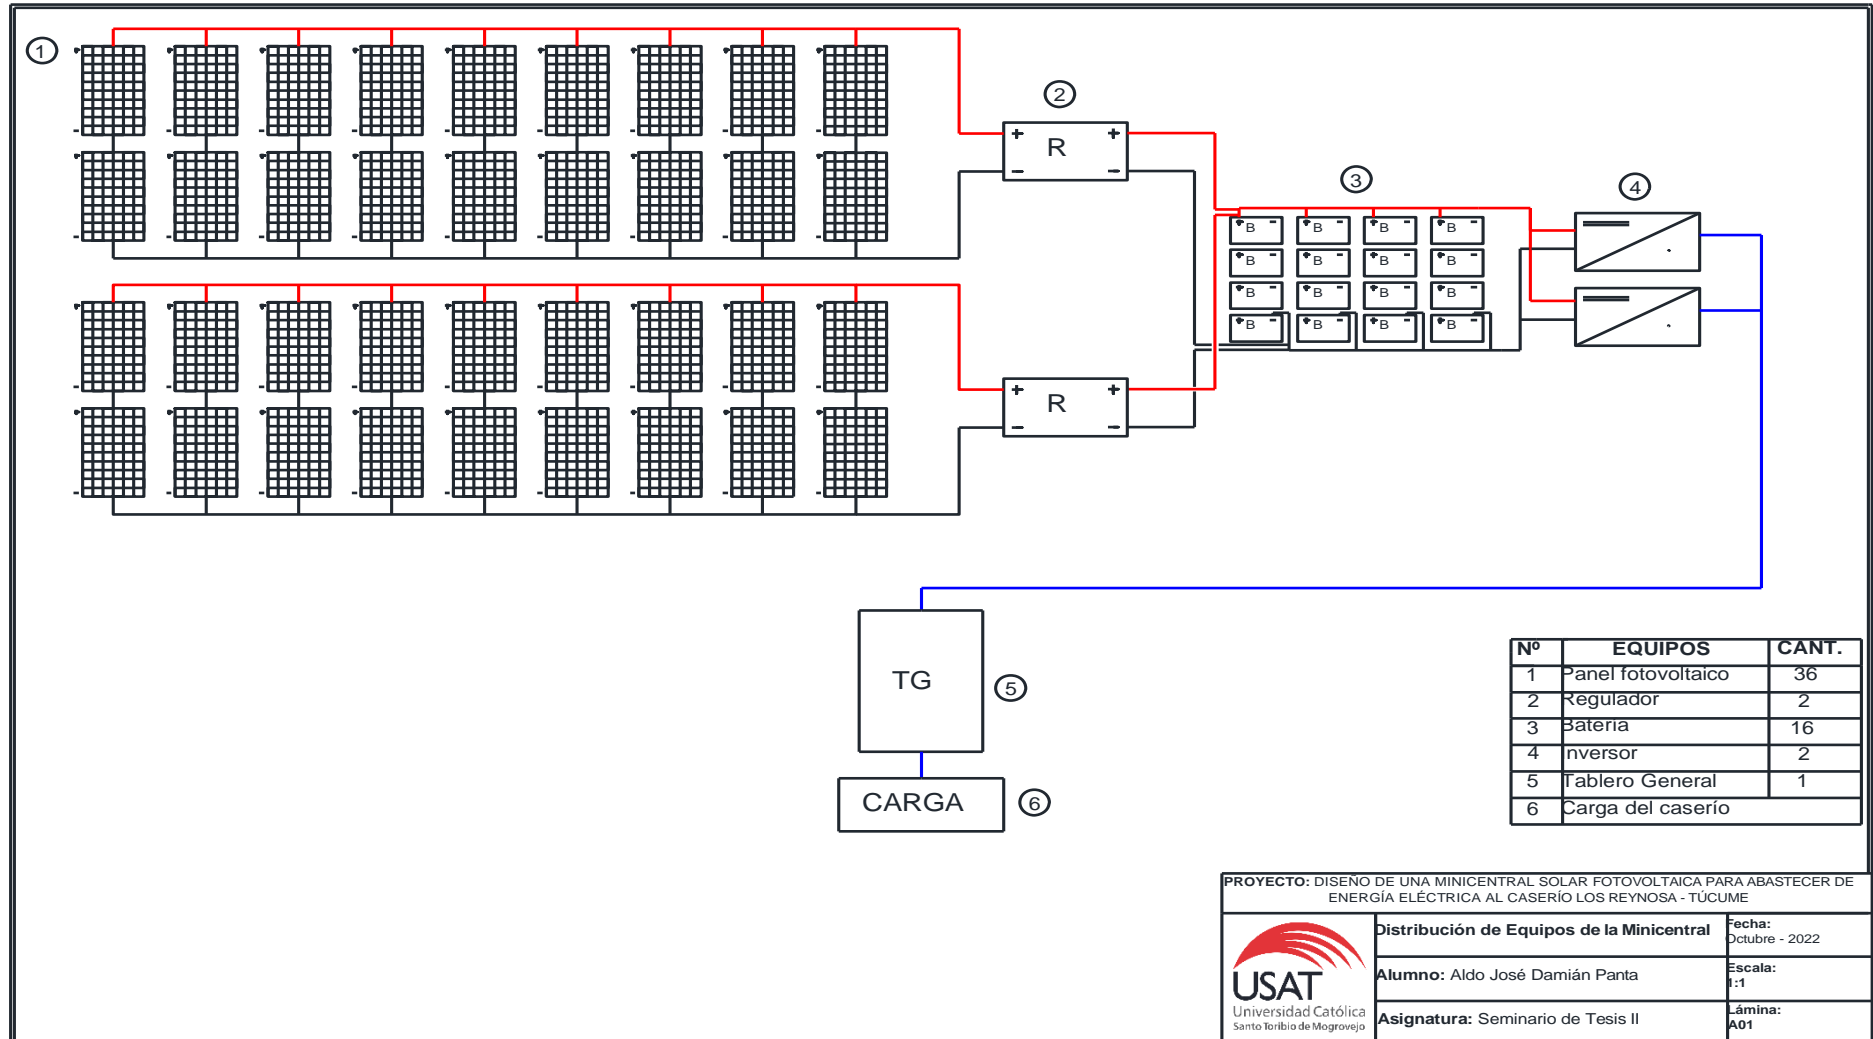 1
2
R
3
4
B B B B
B B B B
B B B B
B B B B
R
TG
5
CARGA
6
Nº EQUIPOS CANT.
1 Panel fotovoltaico 36
2 Regulador 2
3 Batería 16
4 Inversor 2
5 Tablero General 1
6 Carga del caserío
PROYECTO: DISEÑO DE UNA MINICENTRAL SOLAR FOTOVOLTAICA PARA ABASTECER DE
ENERGÍA ELÉCTRICA AL CASERÍO LOS REYNOSA - TÚCUME
USAT
Universidad Católica
Santo Toribio de Mogrovejo
Distribución de Equipos de la Minicentral
Fecha:
Octubre - 2022
Alumno: Aldo José Damián Panta
Escala:
1:1
Asignatura: Seminario de Tesis II
Lámina:
A01